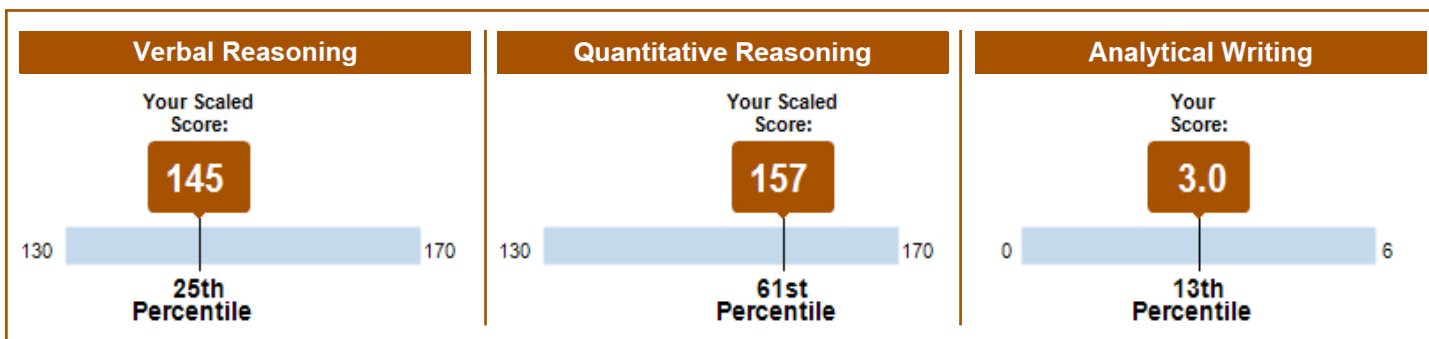 Verbal Reasoning
Your Scaled
Score:
145
130
170
25th
Percentile
Quantitative Reasoning
Your Scaled
Score:
157
130
170
61st
Percentile
Analytical Writing
Your
Score:
3.0
0
6
13th
Percentile